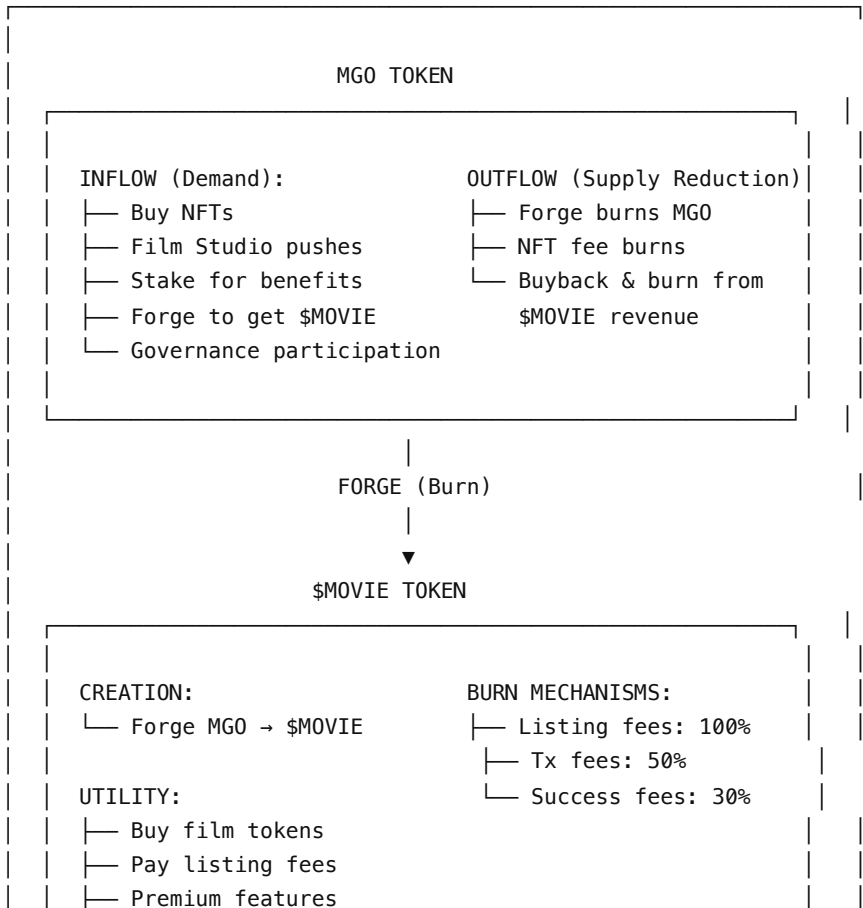 MGO TOKEN
INFLOW (Demand): OUTFLOW (Supply Reduction)
├── Buy NFTs ├── Forge burns MGO
├── Film Studio pushes ├── NFT fee burns
├── Stake for benefits └── Buyback & burn from
├── Forge to get $MOVIE $MOVIE revenue
└── Governance participation
FORGE (Burn)
▼
$MOVIE TOKEN
CREATION: BURN MECHANISMS:
└── Forge MGO → $MOVIE ├── Listing fees: 100%
├── Tx fees: 50%
UTILITY: └── Success fees: 30%
├── Buy film tokens
├── Pay listing fees
├── Premium features